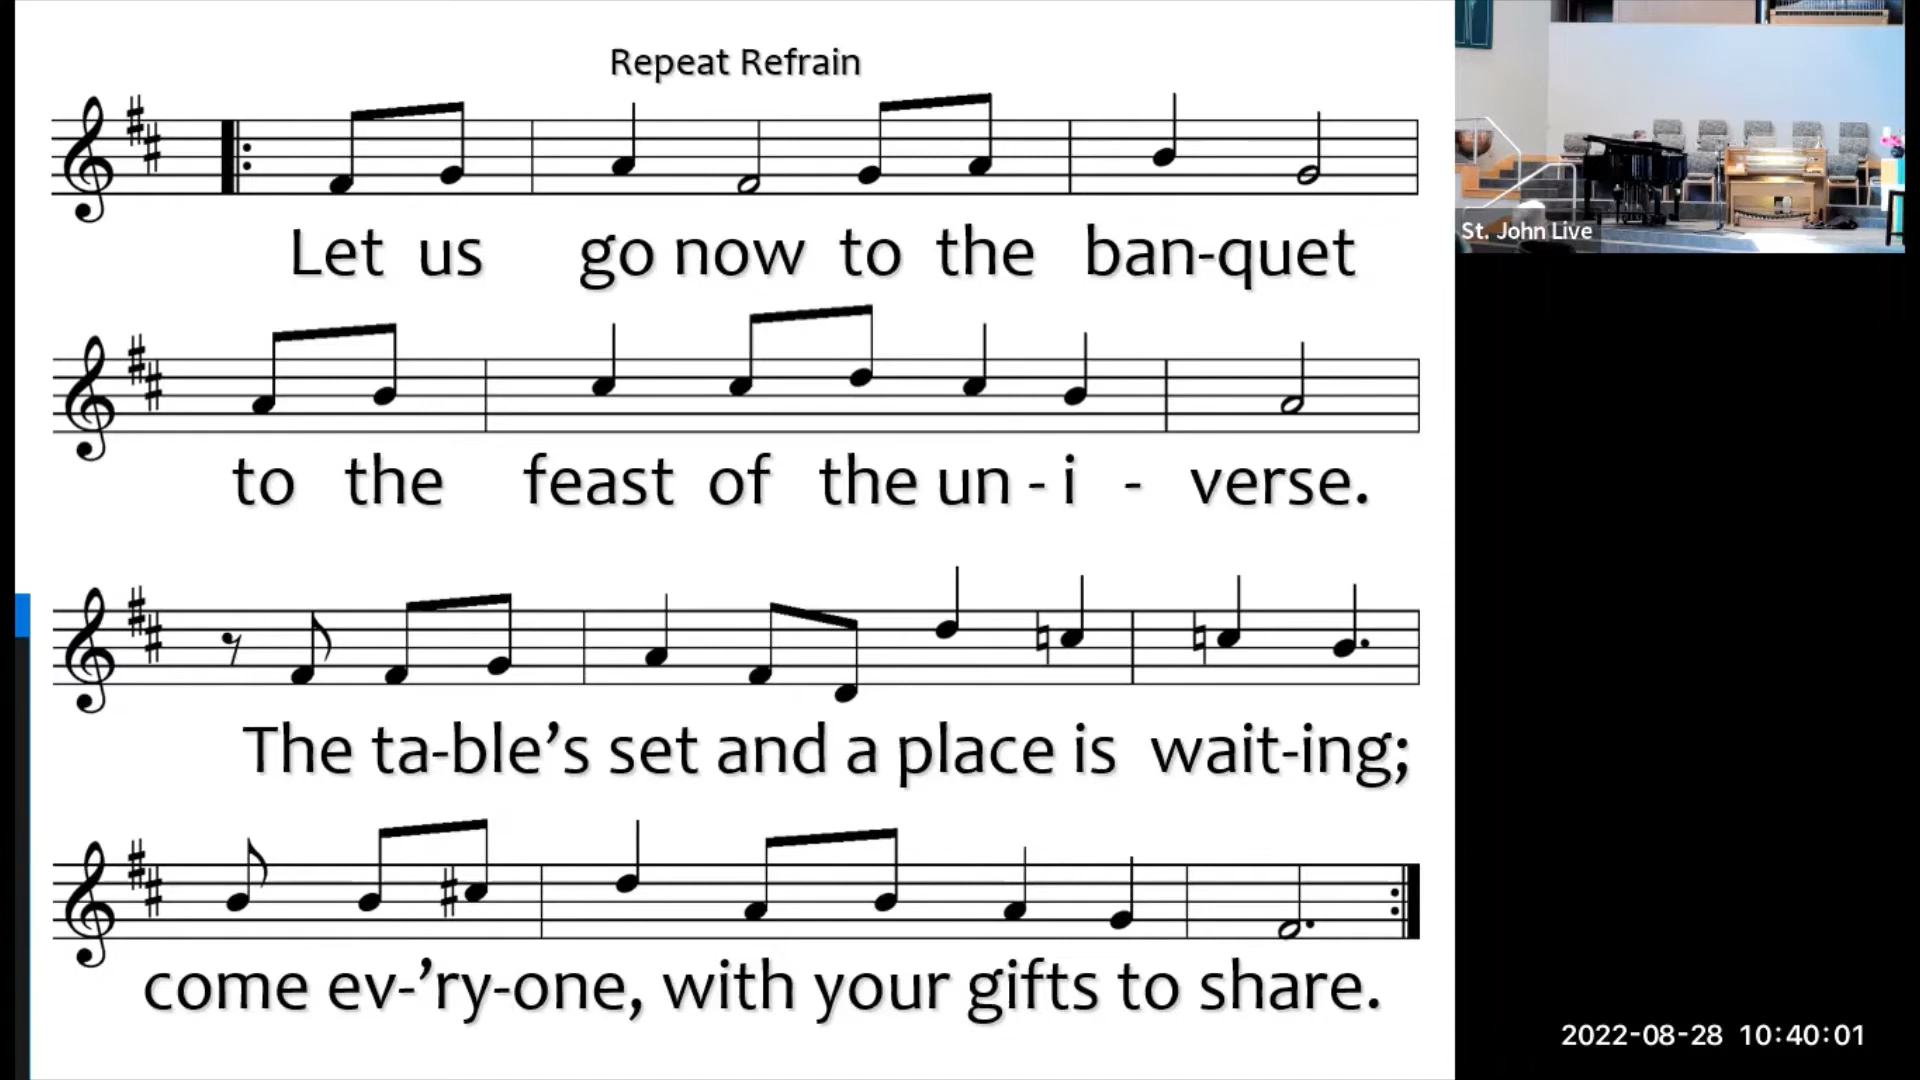 Repeat Refrain
Let us go now to the ban-quet
to the feast of the un - i - verse.
The ta-ble’s set and a place is wait-ing;
come ev-’ry-one, with your gifts to share.
St. John Live
2022-08-28 10:40:01